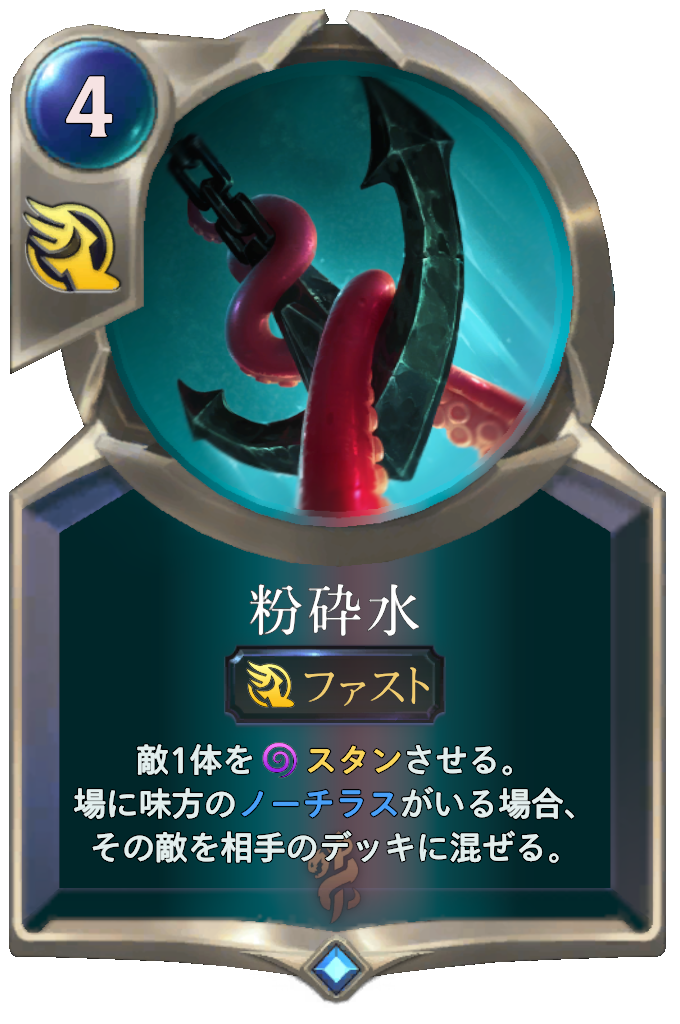 4
粉砕水
ファスト
敵1体をスタンさせる。
場に味方のノーチラスがいる場合、
その敵を相手のデッキに混ぜる。